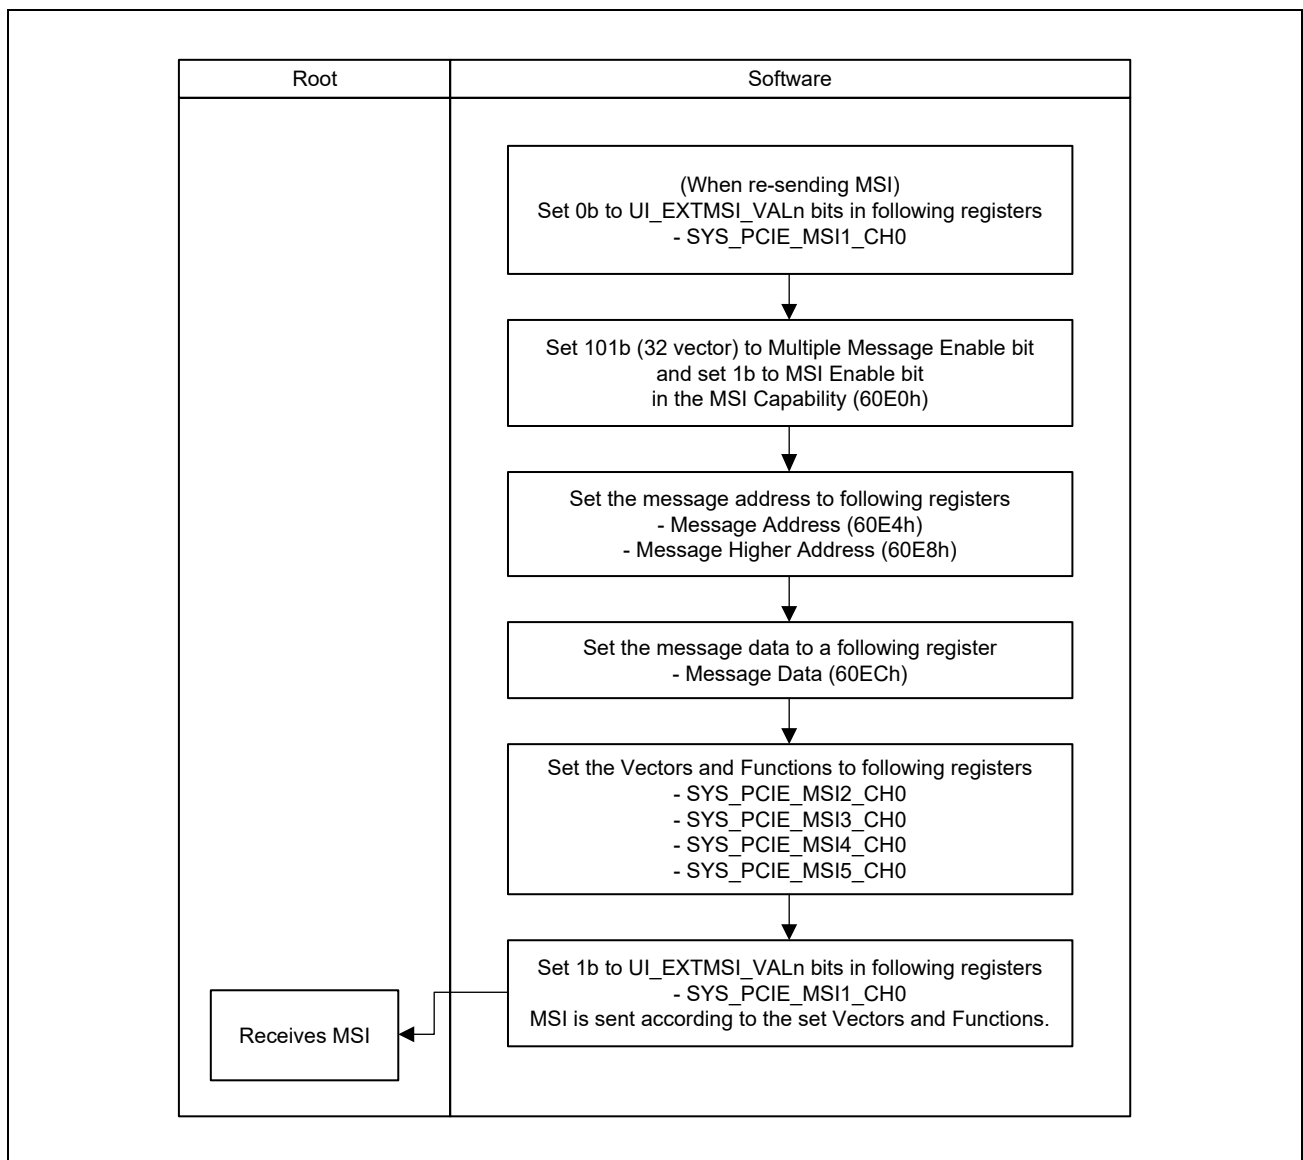 Root
Software
(When re-sending MSI)
Set 0b to UI_EXTMSI_VALn bits in following registers
- SYS_PCIE_MSI1_CH0
Set 101b (32 vector) to Multiple Message Enable bit
and set 1b to MSI Enable bit
in the MSI Capability (60E0h)
Set the message address to following registers
- Message Address (60E4h)
- Message Higher Address (60E8h)
Set the message data to a following register
- Message Data (60ECh)
Set the Vectors and Functions to following registers
- SYS_PCIE_MSI2_CH0
- SYS_PCIE_MSI3_CH0
- SYS_PCIE_MSI4_CH0
- SYS_PCIE_MSI5_CH0
Set 1b to UI_EXTMSI_VALn bits in following registers
- SYS_PCIE_MSI1_CH0
MSI is sent according to the set Vectors and Functions.
Receives MSI